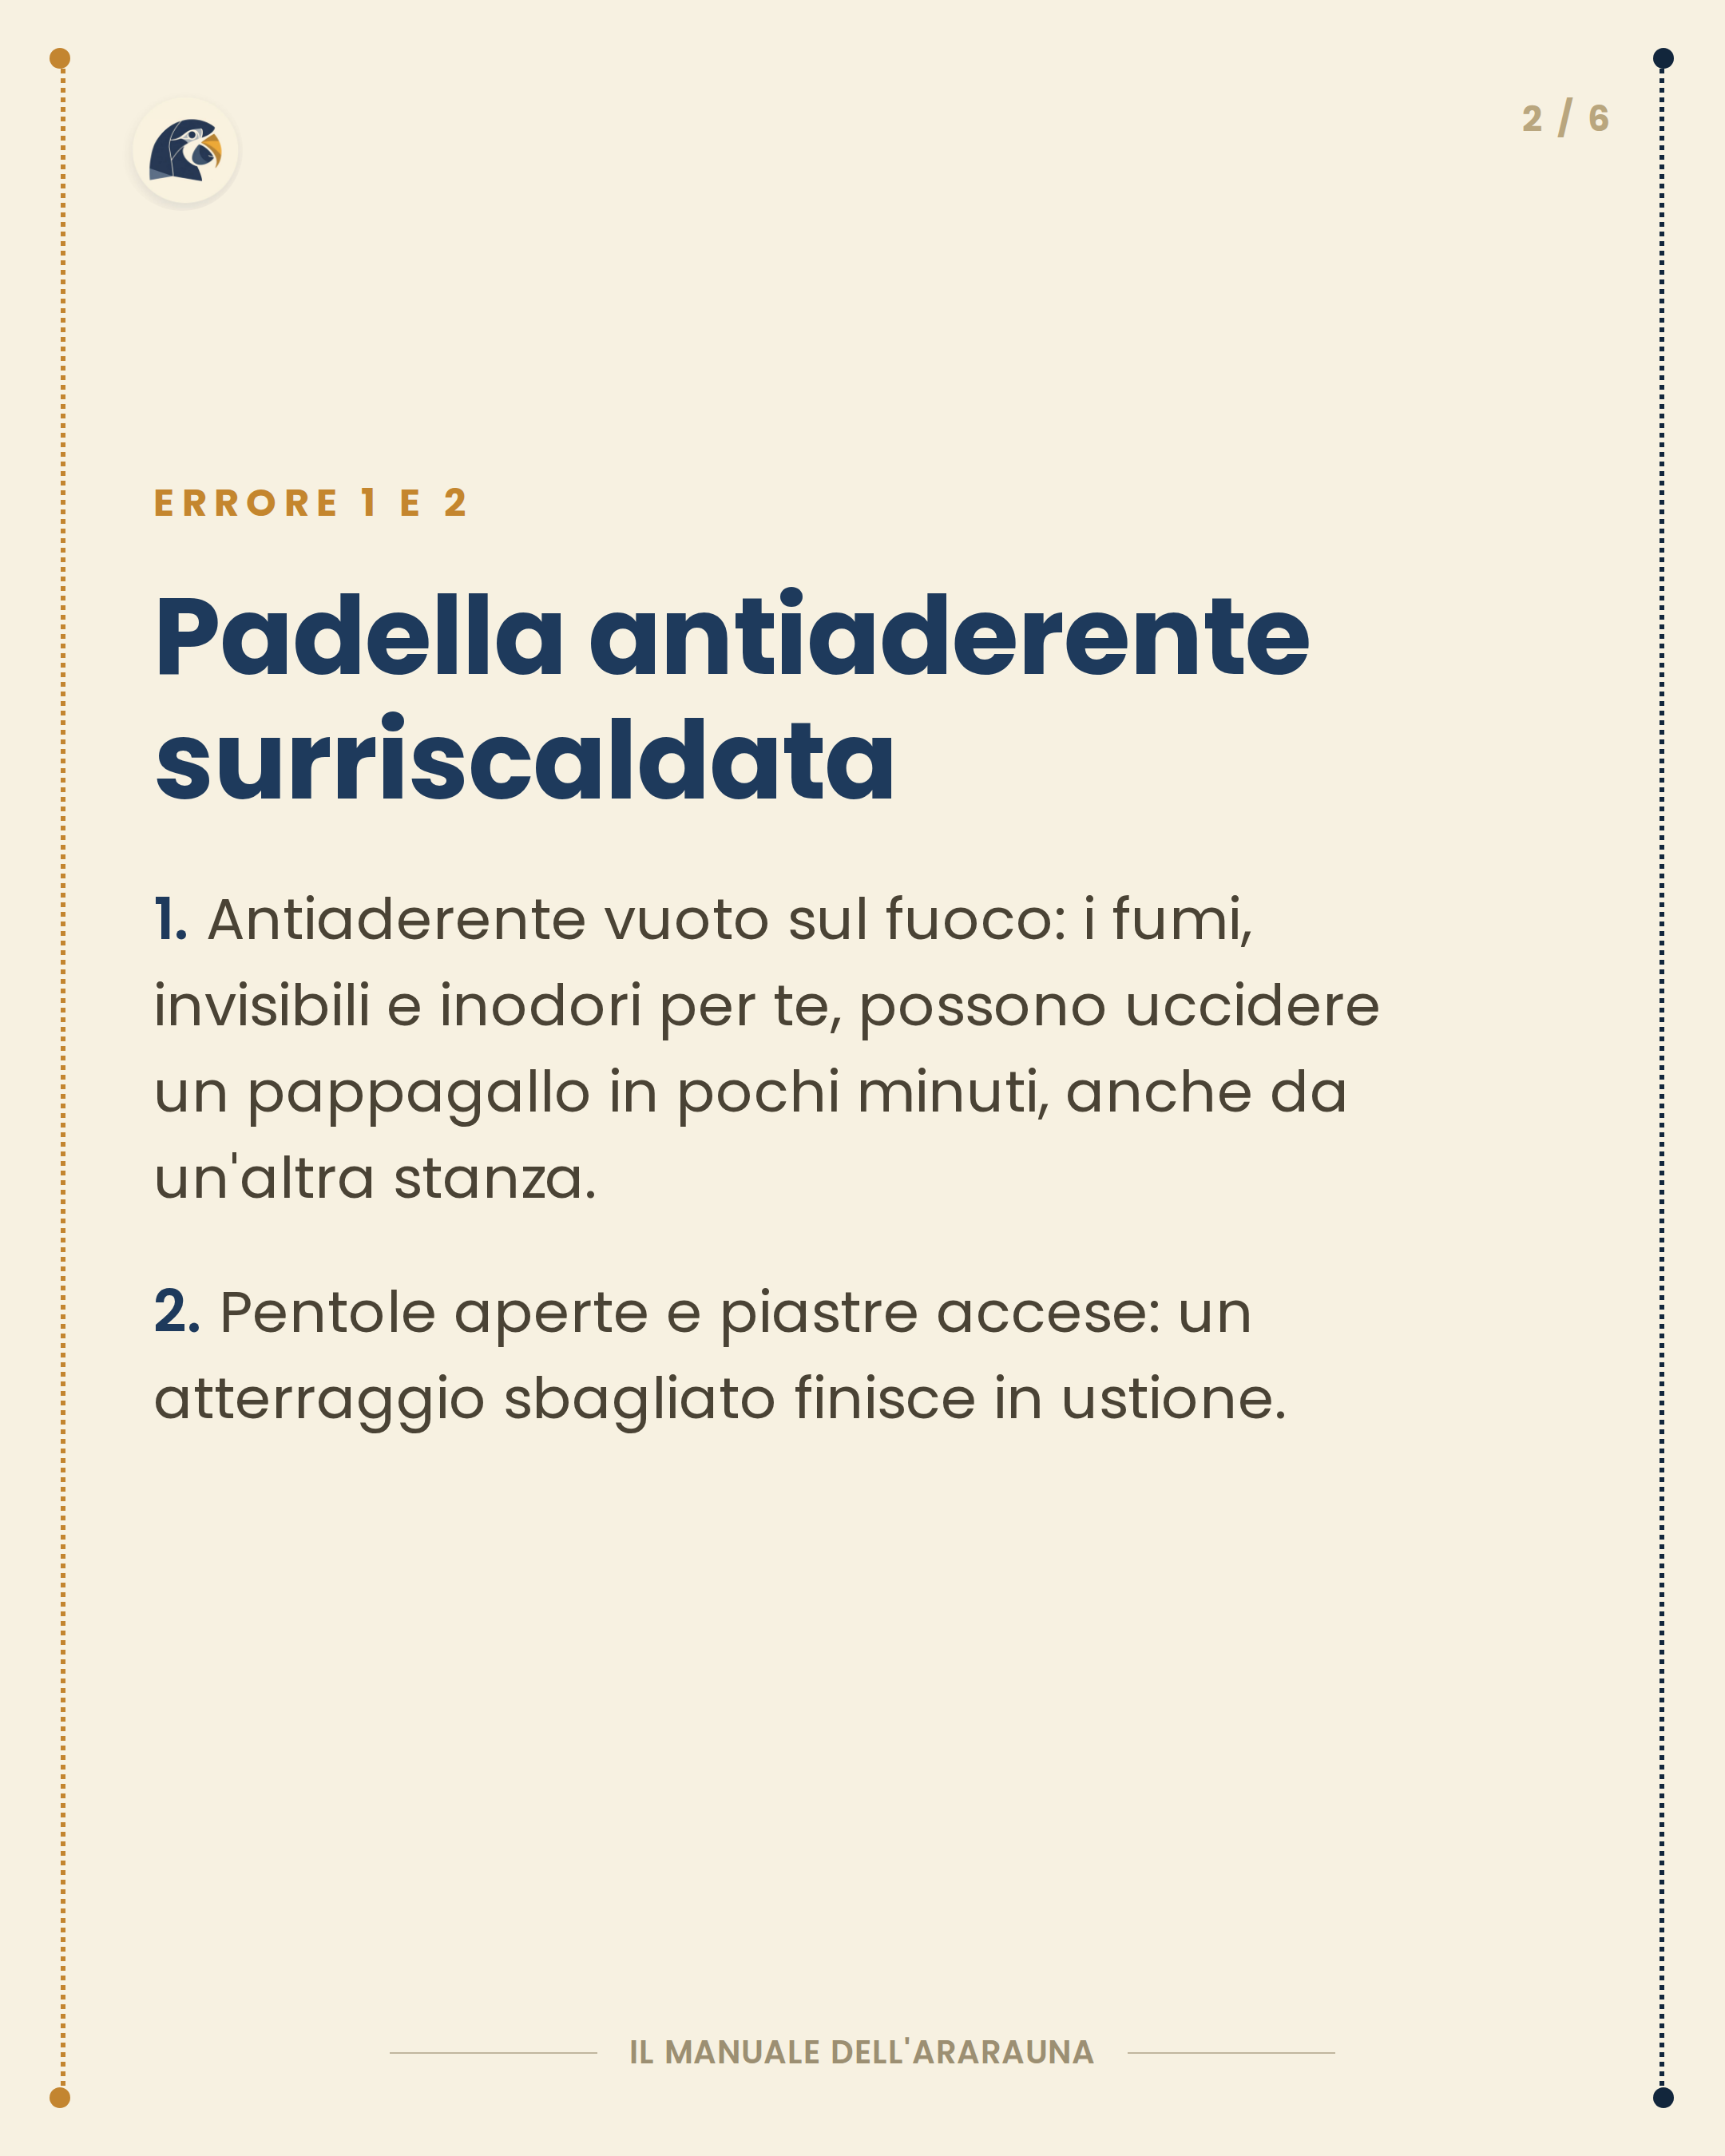 2 / 6
ERRORE 1 E 2
Padella antiaderente
surriscaldata
1. Antiaderente vuoto sul fuoco: i fumi,
invisibili e inodori per te, possono uccidere
un pappagallo in pochi minuti, anche da
un'altra stanza.
2. Pentole aperte e piastre accese: un
atterraggio sbagliato finisce in ustione.
IL MANUALE DELL'ARARAUNA